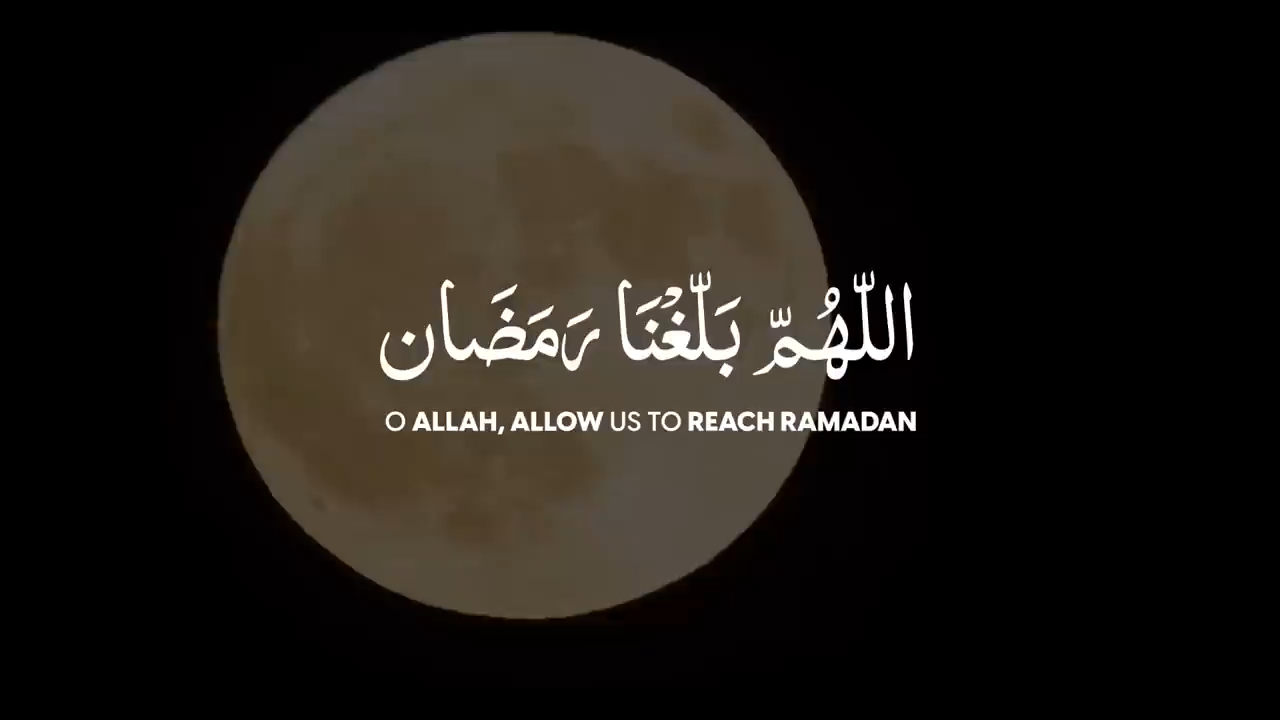 اللّهُمّ بَلّغْنَا رَمَضَان
O ALLAH, ALLOW US TO REACH RAMADAN